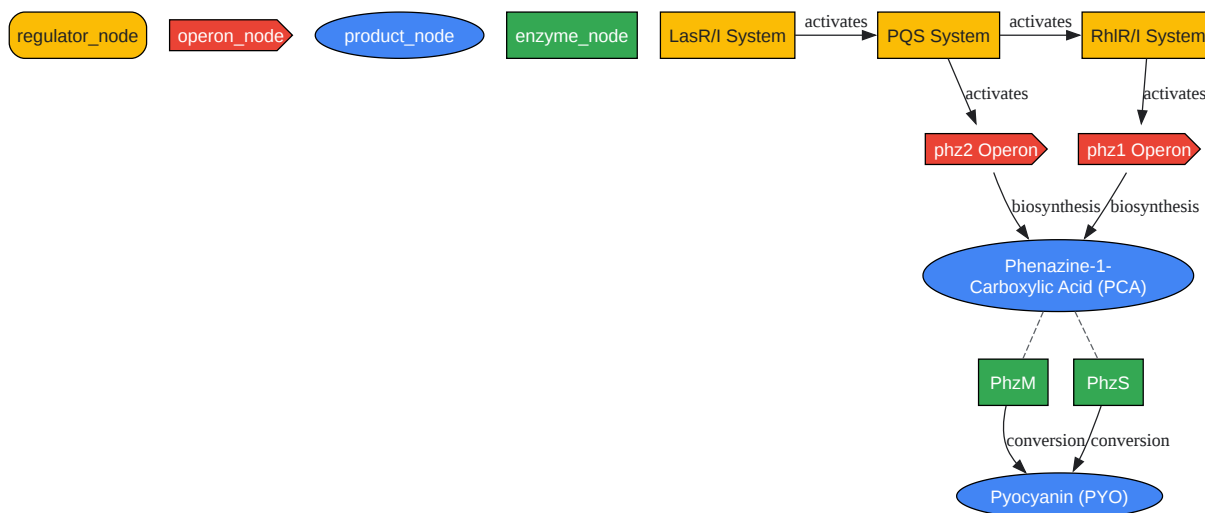 regulator_node
operon_node
product_node
enzyme_node
LasR/I System
activates
PQS System
activates
RhlR/I System
activates
activates
phz2 Operon
phz1 Operon
biosynthesis
biosynthesis
Phenazine-1-
Carboxylic Acid (PCA)
PhzM
PhzS
conversion
conversion
Pyocyanin (PYO)